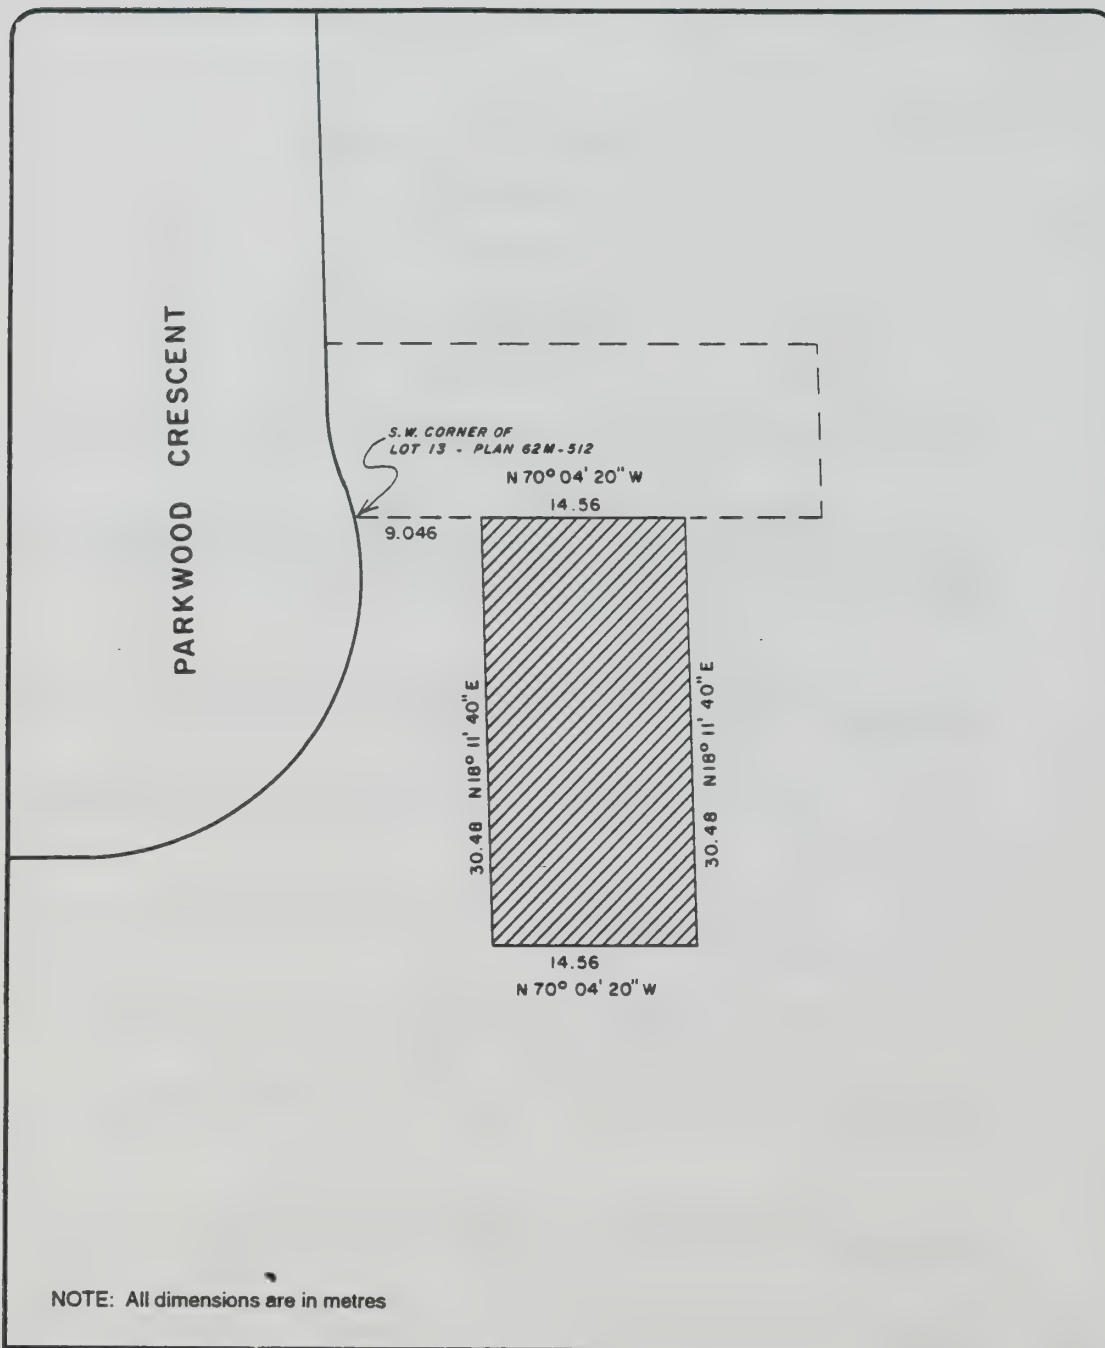 PARKWOOD CRESCENT
S.W. CORNER OF
LOT 13 - PLAN 62M-512
N 70° 04' 20" W
14.56
9.046
30.48 N18° 11' 40" E
30.48 N18° 11' 40" E
14.56
N 70° 04' 20" W
NOTE: All dimensions are in metres